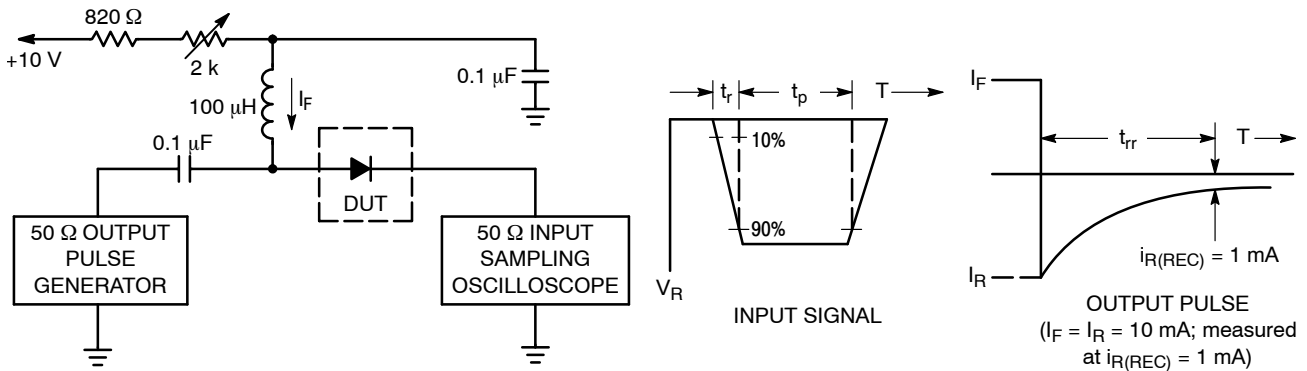 820 Ω
+10 V
2 k
100 μH
I_F
0.1 μF
0.1 μF
DUT
50 Ω OUTPUT
PULSE
GENERATOR
50 Ω INPUT
SAMPLING
OSCILLOSCOPE
t_r
t_p
T
10%
90%
V_R
INPUT SIGNAL
I_F
t_rr
T
i_R(REC) = 1 mA
I_R
OUTPUT PULSE
(I_F = I_R = 10 mA; measured
at i_R(REC) = 1 mA)